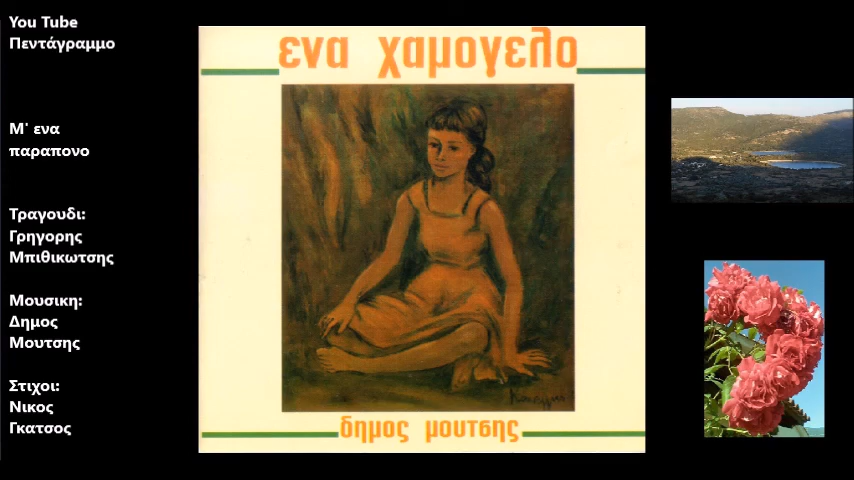 You Tube
Πεντάγραμμο
Μ' ενα
παραπονο
Τραγουδι:
Γρηγορης
Μπιθικωτσης
Μουσικη:
Δημος
Μουτσης
Στιχοι:
Νικος
Γκατσος
ενα χαμογελο
δημος μουτσης